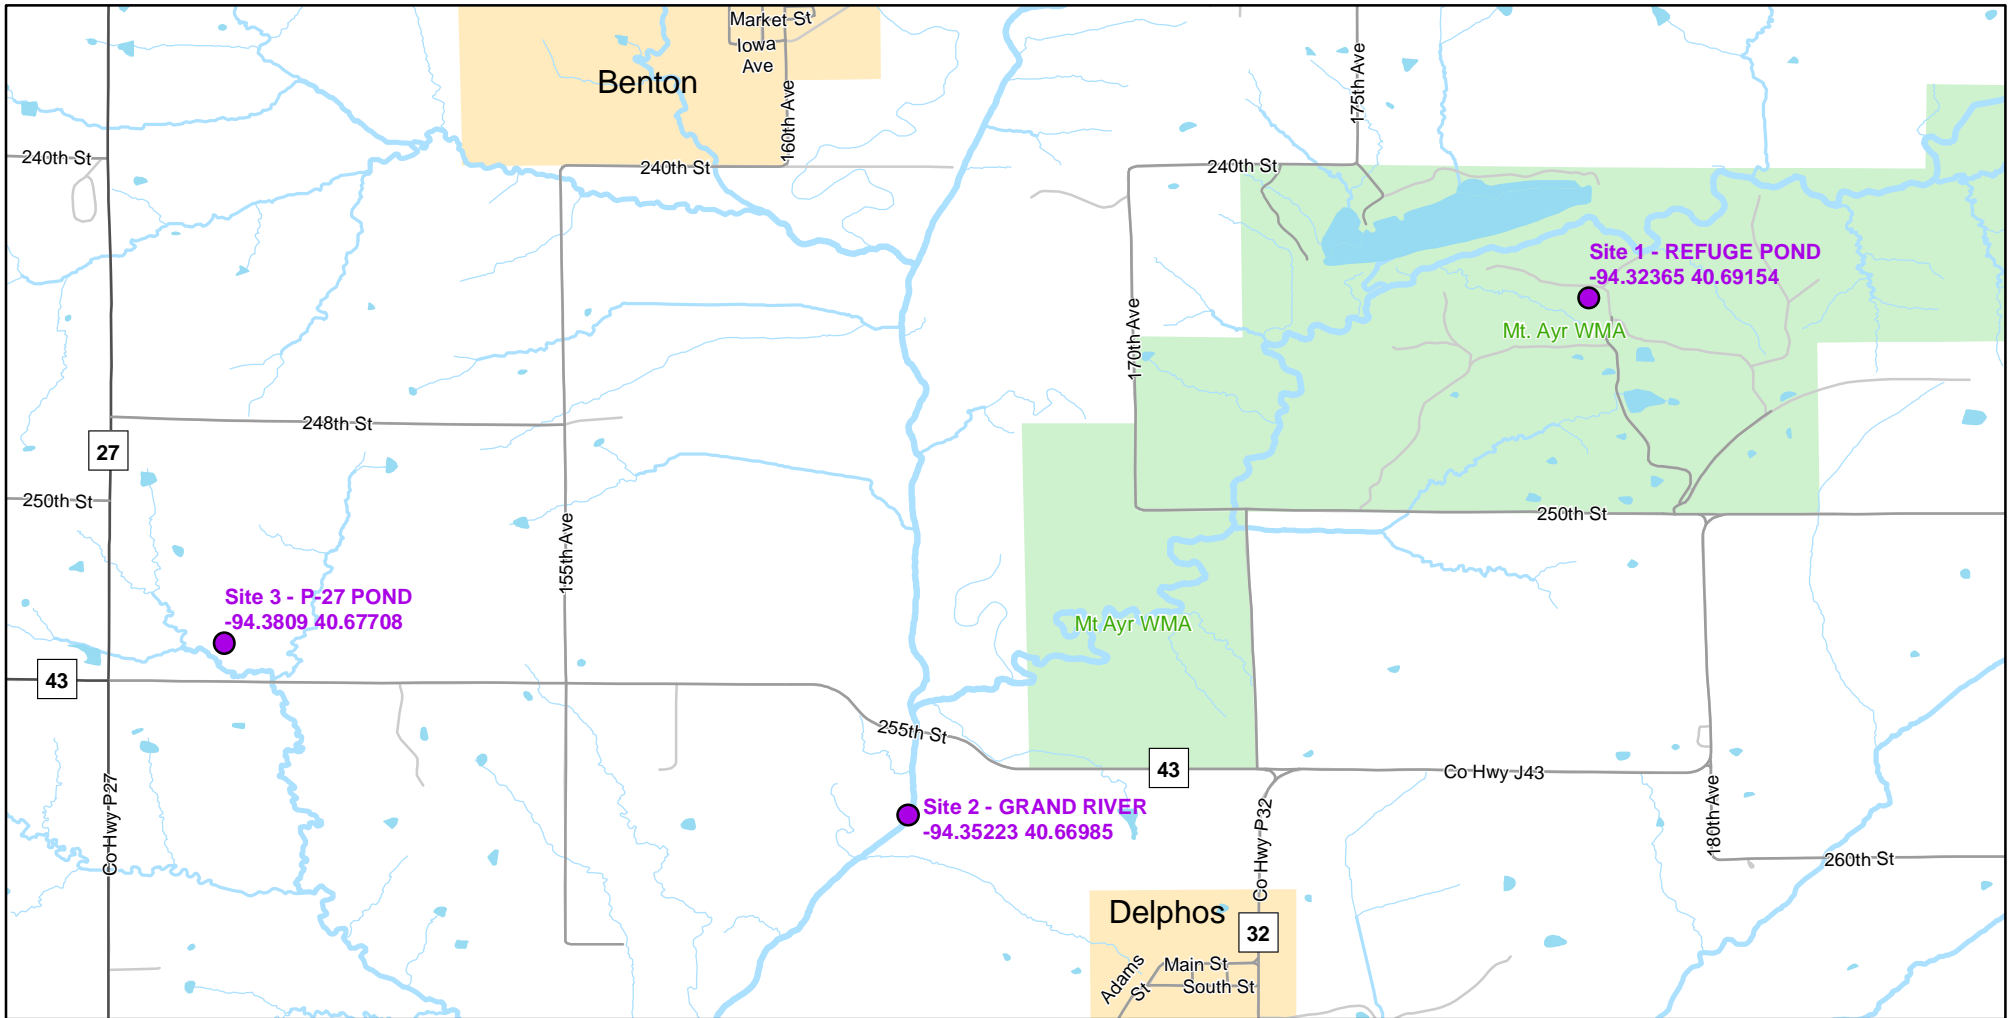 Market St
Iowa
Ave
Benton
160th Ave
175th Ave
240th St
240th St
240th St
Site 1 - REFUGE POND
-94.32365 40.69154
Mt. Ayr WMA
170th Ave
248th St
27
250th St
250th St
155th Ave
Site 3 - P-27 POND
-94.3809 40.67708
Mt Ayr WMA
43
255th St
43
Co Hwy J43
Co Hwy P27
Site 2 - GRAND RIVER
-94.35223 40.66985
Co Hwy P32
180th Ave
260th St
Delphos
32
Adams
St
Main St
South St